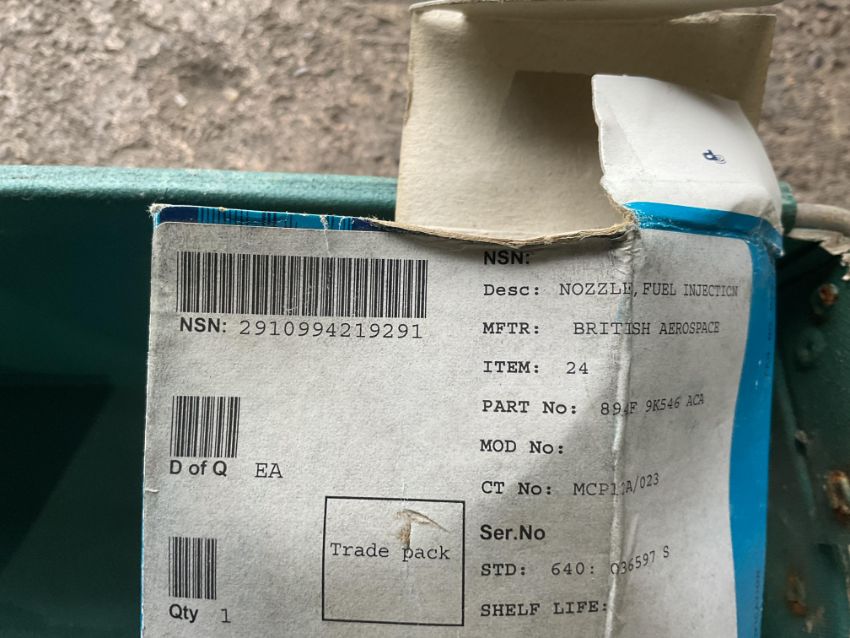 NSN: 2910994219291
D of Q EA
Trade pack
Qty 1
NSN:
Desc: NOZZLE, FUEL INJECTION
MFTR: BRITISH AEROSPACE
ITEM: 24
PART No: 894F 9K546 ACA
MOD No:
CT No:
Ser.No
STD: 640: Q36597 S
SHELF LIFE: